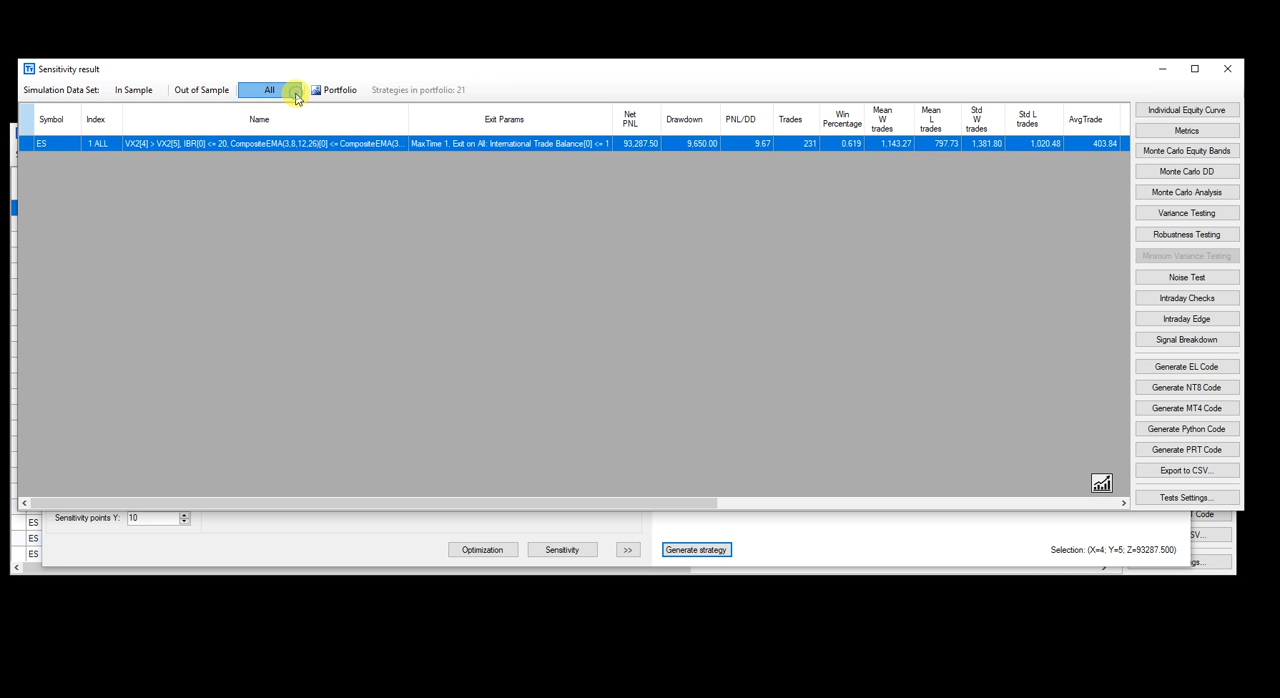 Sensitivity result
Simulation Data Set: In Sample Out of Sample All Portfolio Strategies in portfolio: 21
Symbol Index Name Exit Params Net PNL Drawdown PNL/DD Trades Win Percentage Mean W trades Mean L trades Std W trades Std L trades AvgTrade
ES 1 ALL VX2[4] > VX2[5], IBR[0] <= 20, CompositeEMA(3,8,12,26)[0] <= CompositeEMA(3... MaxTime 1, Exit on All: International Trade Balance[0] <= 1 93,287.50 9,650.00 9.67 231 0.619 1,143.27 797.73 1,381.80 1,020.48 403.84
Individual Equity Curve
Metrics
Monte Carlo Equity Bands
Monte Carlo DD
Monte Carlo Analysis
Variance Testing
Robustness Testing
Minimum Variance Testing
Noise Test
Intraday Checks
Intraday Edge
Signal Breakdown
Generate EL Code
Generate NT8 Code
Generate MT4 Code
Generate Python Code
Generate PRT Code
Export to CSV...
Tests Settings...
ES Sensitivity points Y: 10 Code
ES SV...
Optimization Sensitivity >> Generate strategy Selection: (X=4; Y=5; Z=93287.500)
ES gs...